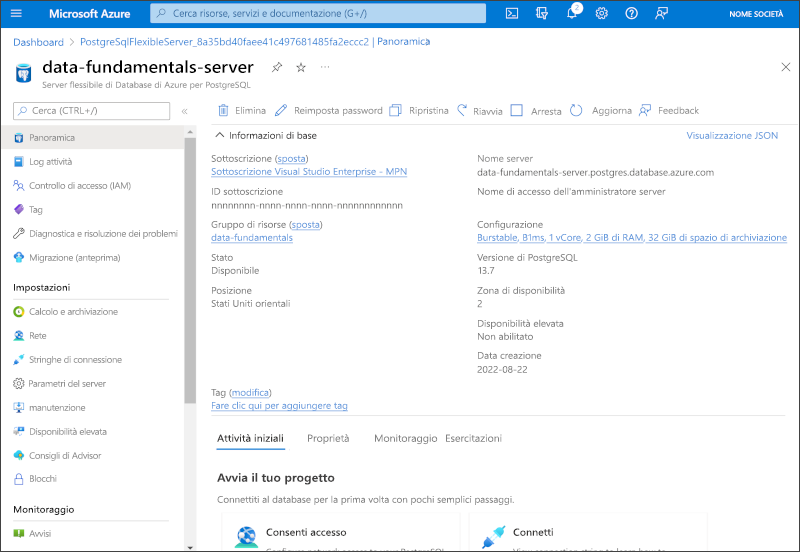 Microsoft Azure
Cerca risorse, servizi e documentazione (G+/)
2
NOME SOCIETÀ
Dashboard > PostgreSqlFlexibleServer_8a35bd40faee41c497681485fa2eccc2 | Panoramica
data-fundamentals-server
Server flessibile di Database di Azure per PostgreSQL
Cerca (CTRL+/)
Panoramica
Log attività
Controllo di accesso (IAM)
Tag
Diagnostica e risoluzione dei problemi
Migrazione (anteprima)
Impostazioni
Calcolo e archiviazione
Rete
Stringhe di connessione
Parametri del server
manutenzione
Disponibilità elevata
Consigli di Advisor
Blocchi
Monitoraggio
Avvisi
Elimina Reimposta password Ripristina Riavvia Arresta Aggiorna Feedback
Informazioni di base
Visualizzazione JSON
Sottoscrizione (sposta)
Sottoscrizione Visual Studio Enterprise - MPN
ID sottoscrizione
nnnnnnnn-nnnn-nnnn-nnnn-nnnnnnnnnnnn
Gruppo di risorse (sposta)
data-fundamentals
Stato
Disponibile
Posizione
Stati Uniti orientali
Nome server
data-fundamentals-server.postgres.database.azure.com
Nome di accesso dell'amministratore server
Configurazione
Burstable, B1ms, 1 vCore, 2 GiB di RAM, 32 GiB di spazio di archiviazione
Versione di PostgreSQL
13.7
Zona di disponibilità
2
Disponibilità elevata
Non abilitato
Data creazione
2022-08-22
Tag (modifica)
Fare clic qui per aggiungere tag
Attività iniziali Proprietà Monitoraggio Esercitazioni
Avvia il tuo progetto
Connettiti al database per la prima volta con pochi semplici passaggi.
Consenti accesso
Connetti